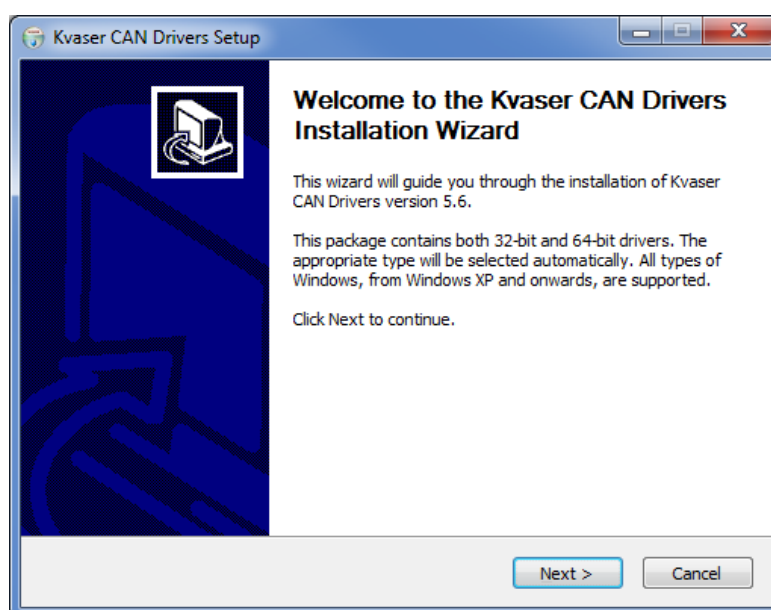 Kvaser CAN Drivers Setup
Welcome to the Kvaser CAN Drivers
Installation Wizard
This wizard will guide you through the installation of Kvaser
CAN Drivers version 5.6.
This package contains both 32-bit and 64-bit drivers. The
appropriate type will be selected automatically. All types of
Windows, from Windows XP and onwards, are supported.
Click Next to continue.
Next >
Cancel